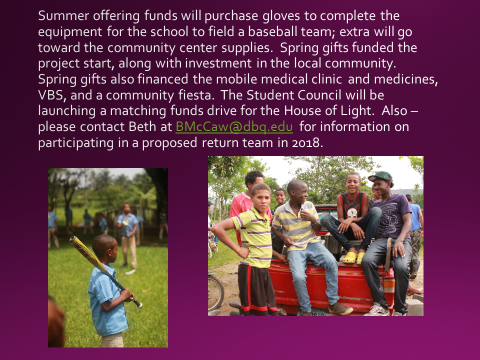 Summer offering funds will purchase gloves to complete the
equipment for the school to field a baseball team; extra will go
toward the community center supplies.  Spring gifts funded the
project start, along with investment in the local community.
Spring gifts also financed the mobile medical clinic and medicines,
VBS, and a community fiesta.  The Student Council will be
launching a matching funds drive for the House of Light.  Also –
please contact Beth at BMcCaw@dbq.edu  for information on
participating in a proposed return team in 2018.